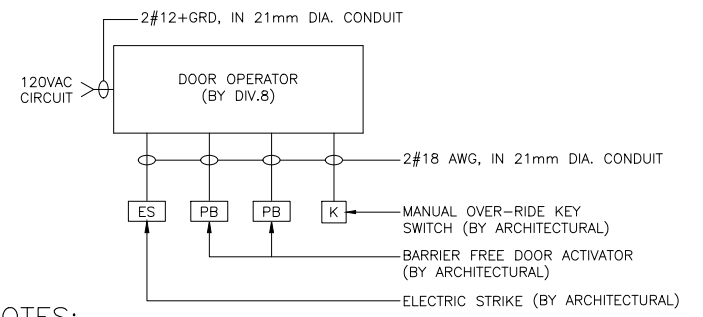 2#12+GRD, IN 21mm DIA. CONDUIT
120VAC
CIRCUIT
DOOR OPERATOR
(BY DIV.8)
2#18 AWG, IN 21mm DIA. CONDUIT
ES
PB
PB
K
MANUAL OVER-RIDE KEY
SWITCH (BY ARCHITECTURAL)
BARRIER FREE DOOR ACTIVATOR
(BY ARCHITECTURAL)
ELECTRIC STRIKE (BY ARCHITECTURAL)
OTES: